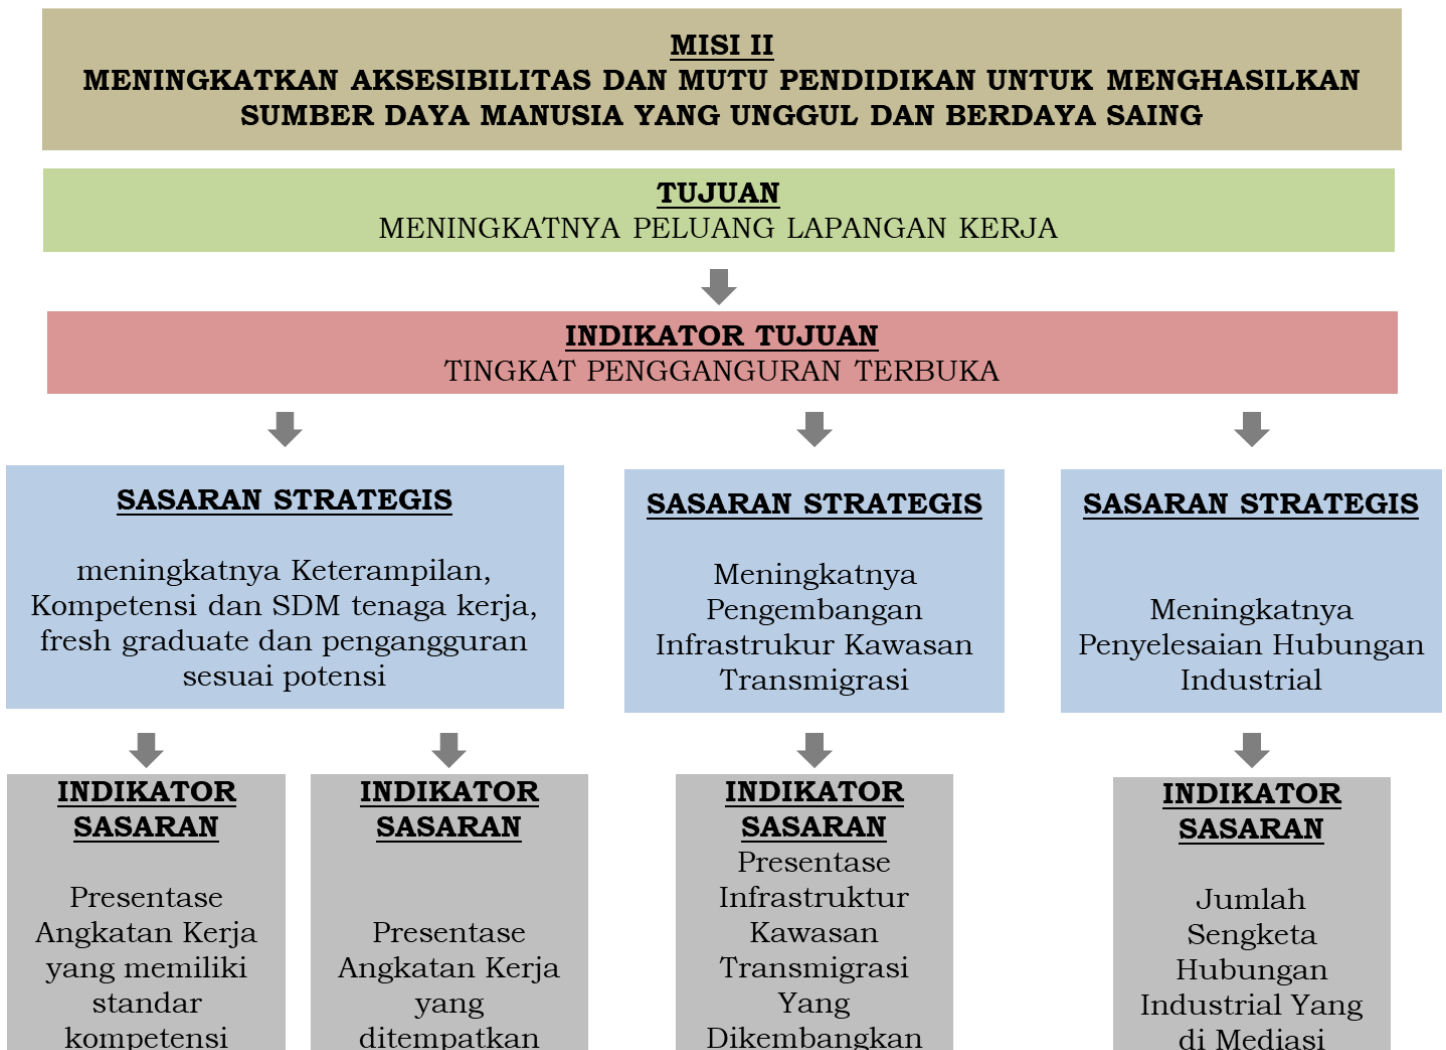 MISI II
MENINGKATKAN AKSESIBILITAS DAN MUTU PENDIDIKAN UNTUK MENGHASILKAN
SUMBER DAYA MANUSIA YANG UNGGUL DAN BERDAYA SAING
TUJUAN
MENINGKATNYA PELUANG LAPANGAN KERJA
INDIKATOR TUJUAN
TINGKAT PENGGANGURAN TERBUKA
SASARAN STRATEGIS
meningkatnya Keterampilan,
Kompetensi dan SDM tenaga kerja,
fresh graduate dan pengangguran
sesuai potensi
SASARAN STRATEGIS
Meningkatnya
Pengembangan
Infrastrukur Kawasan
Transmigrasi
SASARAN STRATEGIS
Meningkatnya
Penyelesaian Hubungan
Industrial
INDIKATOR
SASARAN
Presentase
Angkatan Kerja
yang memiliki
standar
kompetensi
INDIKATOR
SASARAN
Presentase
Angkatan Kerja
yang
ditempatkan
INDIKATOR
SASARAN
Presentase
Infrastruktur
Kawasan
Transmigrasi
Yang
Dikembangkan
INDIKATOR
SASARAN
Jumlah
Sengketa
Hubungan
Industrial Yang
di Mediasi